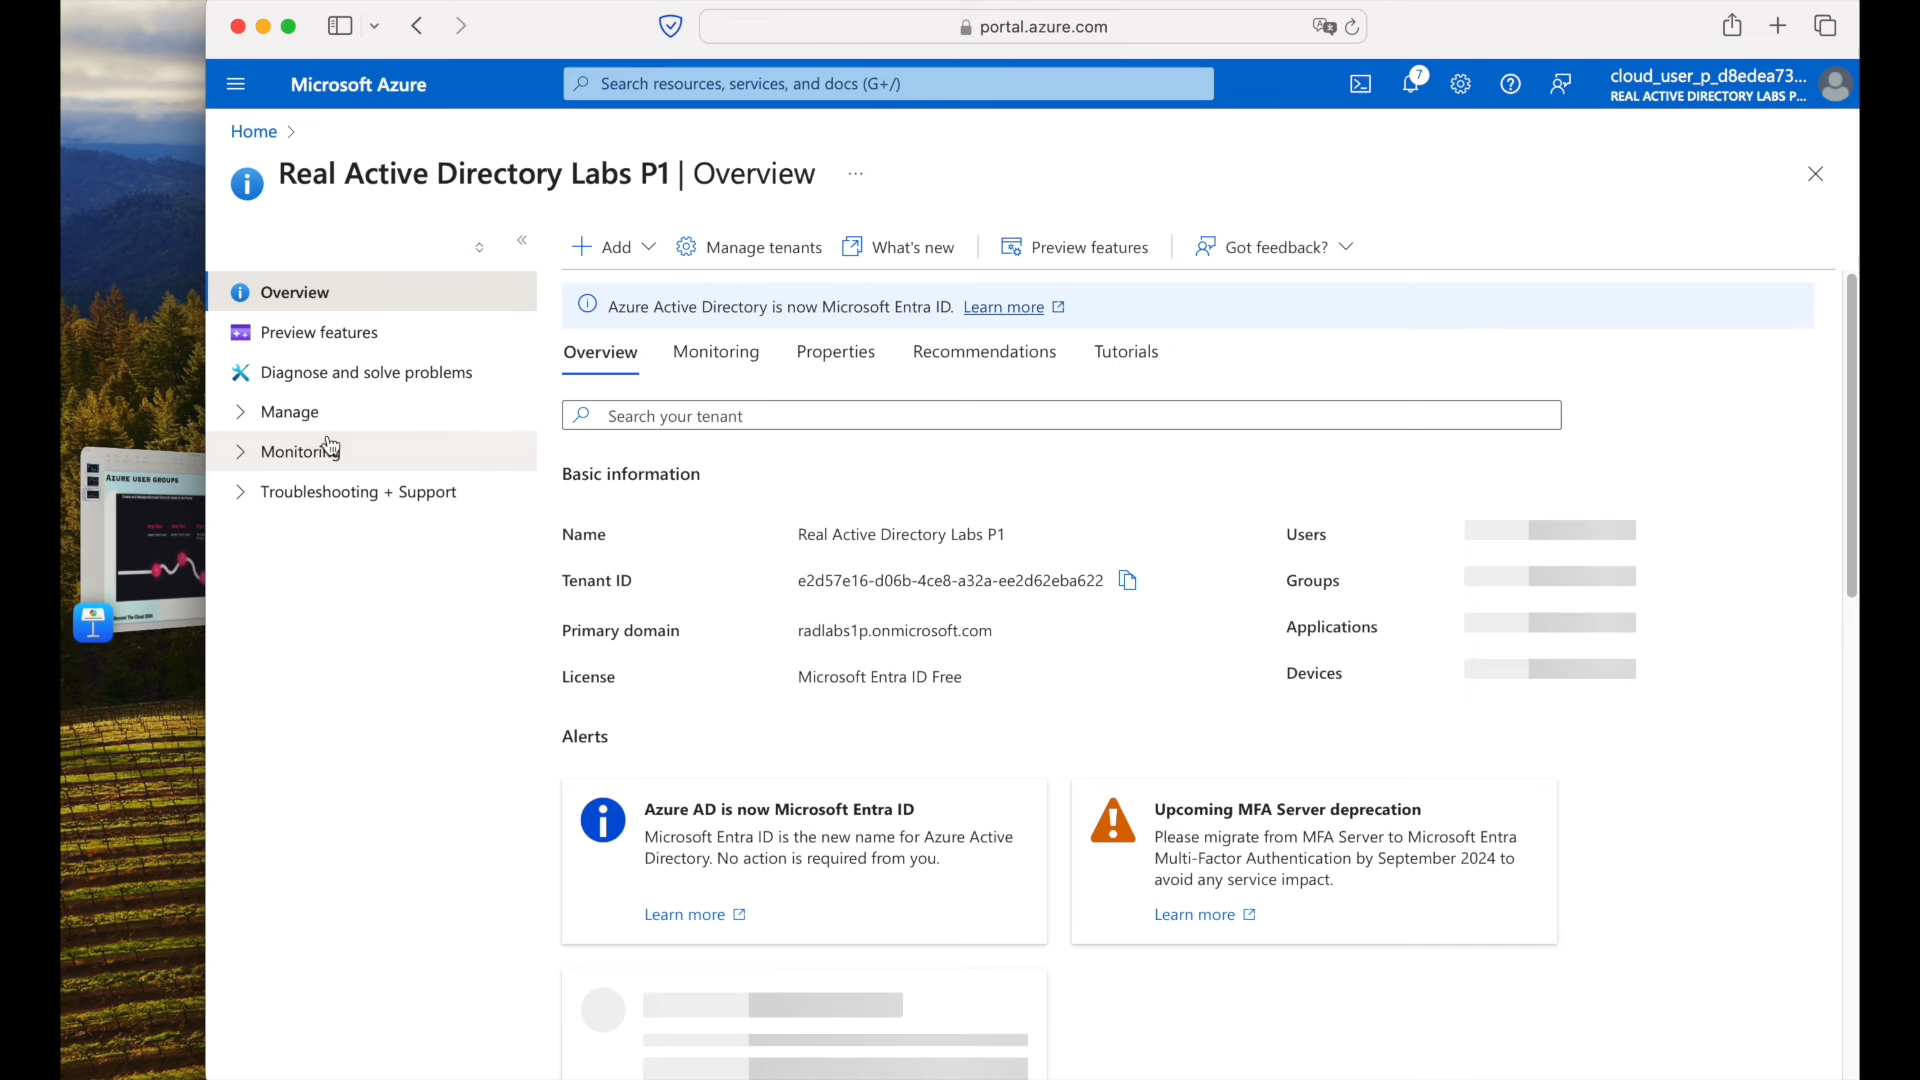 portal.azure.com
Microsoft Azure
Search resources, services, and docs (G+/)
7
cloud_user_p_d8edea73...
REAL ACTIVE DIRECTORY LABS P...
Home
Real Active Directory Labs P1 | Overview
Add
Manage tenants
What's new
Preview features
Got feedback?
Overview
Preview features
Diagnose and solve problems
Manage
Monitoring
Troubleshooting + Support
Azure Active Directory is now Microsoft Entra ID. Learn more
Overview
Monitoring
Properties
Recommendations
Tutorials
Search your tenant
Basic information
Name
Real Active Directory Labs P1
Users
Tenant ID
e2d57e16-d06b-4ce8-a32a-ee2d62eba622
Groups
Primary domain
radlabs1p.onmicrosoft.com
Applications
License
Microsoft Entra ID Free
Devices
Alerts
Azure AD is now Microsoft Entra ID
Microsoft Entra ID is the new name for Azure Active
Directory. No action is required from you.
Learn more
Upcoming MFA Server deprecation
Please migrate from MFA Server to Microsoft Entra
Multi-Factor Authentication by September 2024 to
avoid any service impact.
Learn more
AZURE USER GROUPS
Beyond The Cloud 2024